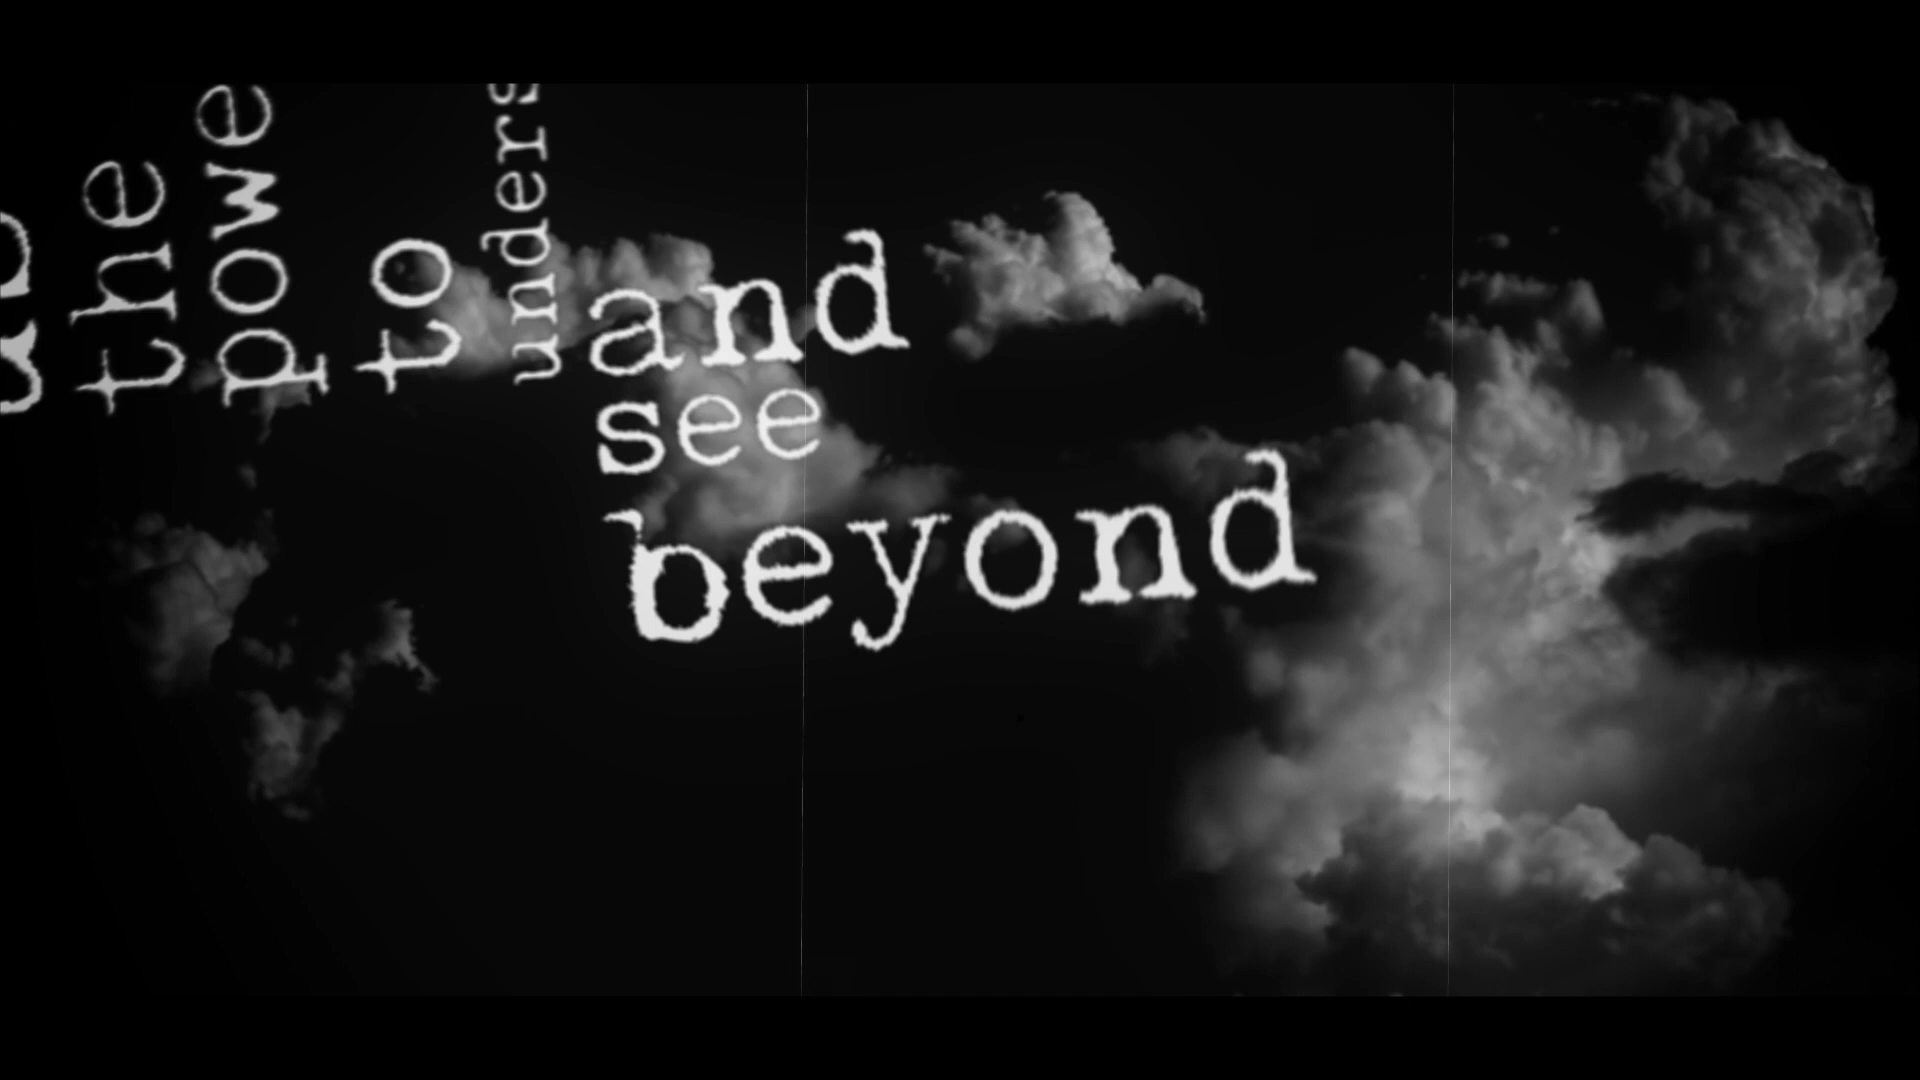 the
powe
to
unders
and
see
beyond